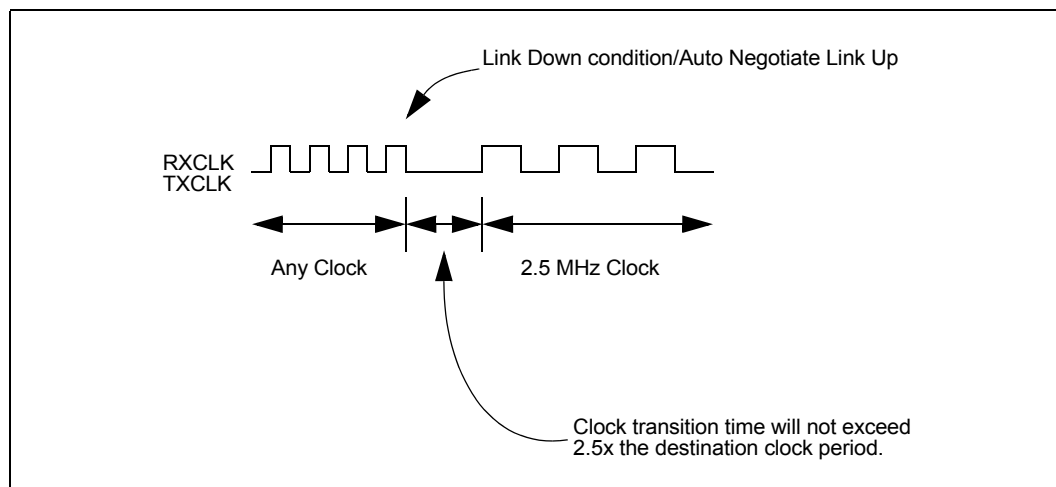 Link Down condition/Auto Negotiate Link Up
RXCLK
TXCLK
Any Clock
2.5 MHz Clock
Clock transition time will not exceed
2.5x the destination clock period.